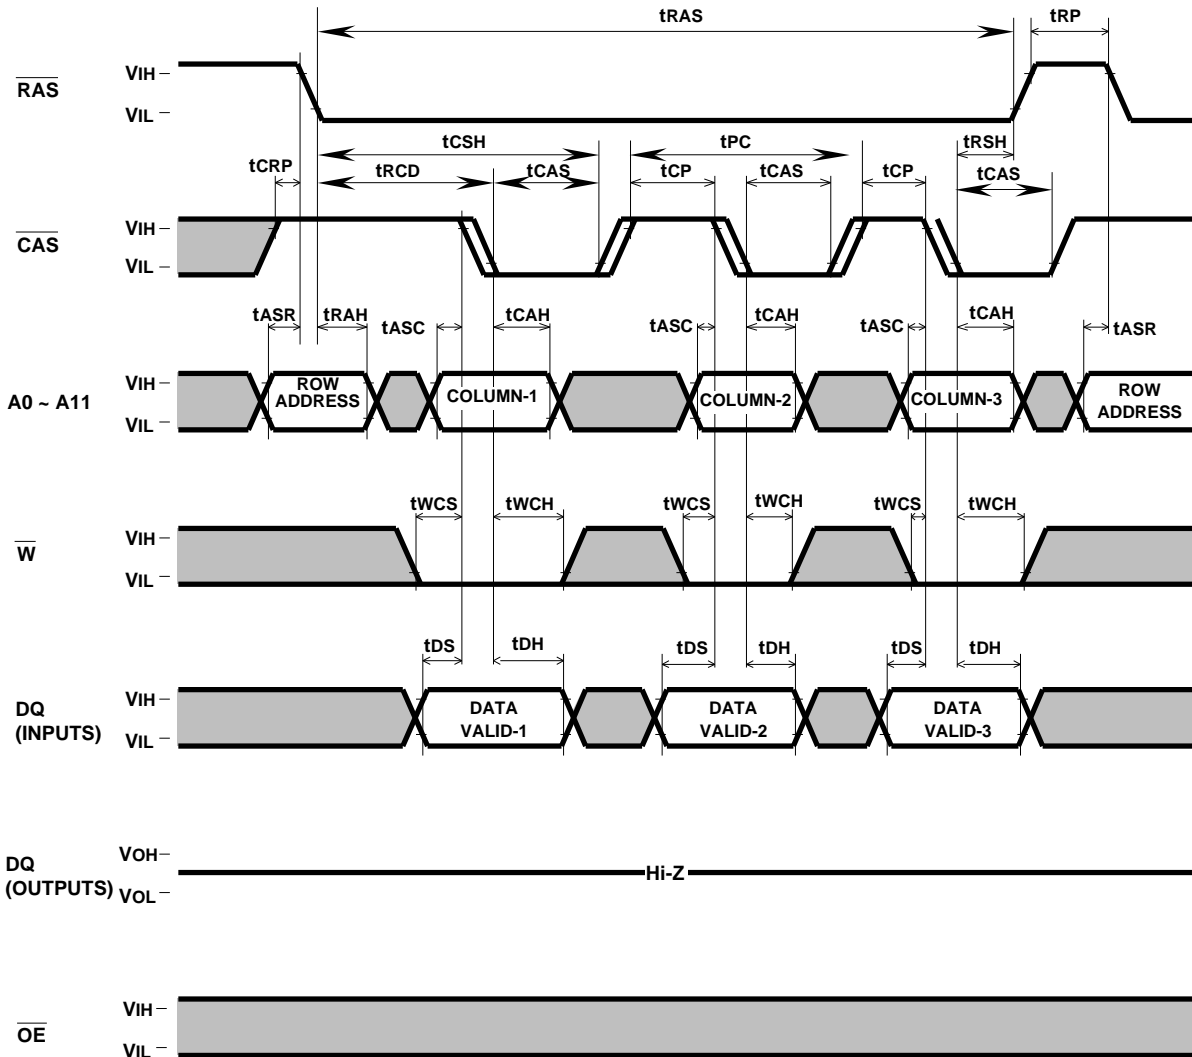 tRAS tRP
RAS VIH
VIL
tCSH tPC tRSH
tCRP tRCD tCAS tCP tCAS tCP tCAS
CAS VIH
VIL
tASR tRAH tASC tCAH tASC tCAH tASC tCAH tASR
A0 ~ A11 VIH
VIL
ROW
ADDRESS
COLUMN-1
COLUMN-2
COLUMN-3
ROW
ADDRESS
tWCS tWCH tWCS tWCH tWCS tWCH
W VIH
VIL
tDS tDH tDS tDH tDS tDH
DQ
(INPUTS)
VIH
VIL
DATA
VALID-1
DATA
VALID-2
DATA
VALID-3
DQ
(OUTPUTS)
VOH
VOL
Hi-Z
OE VIH
VIL